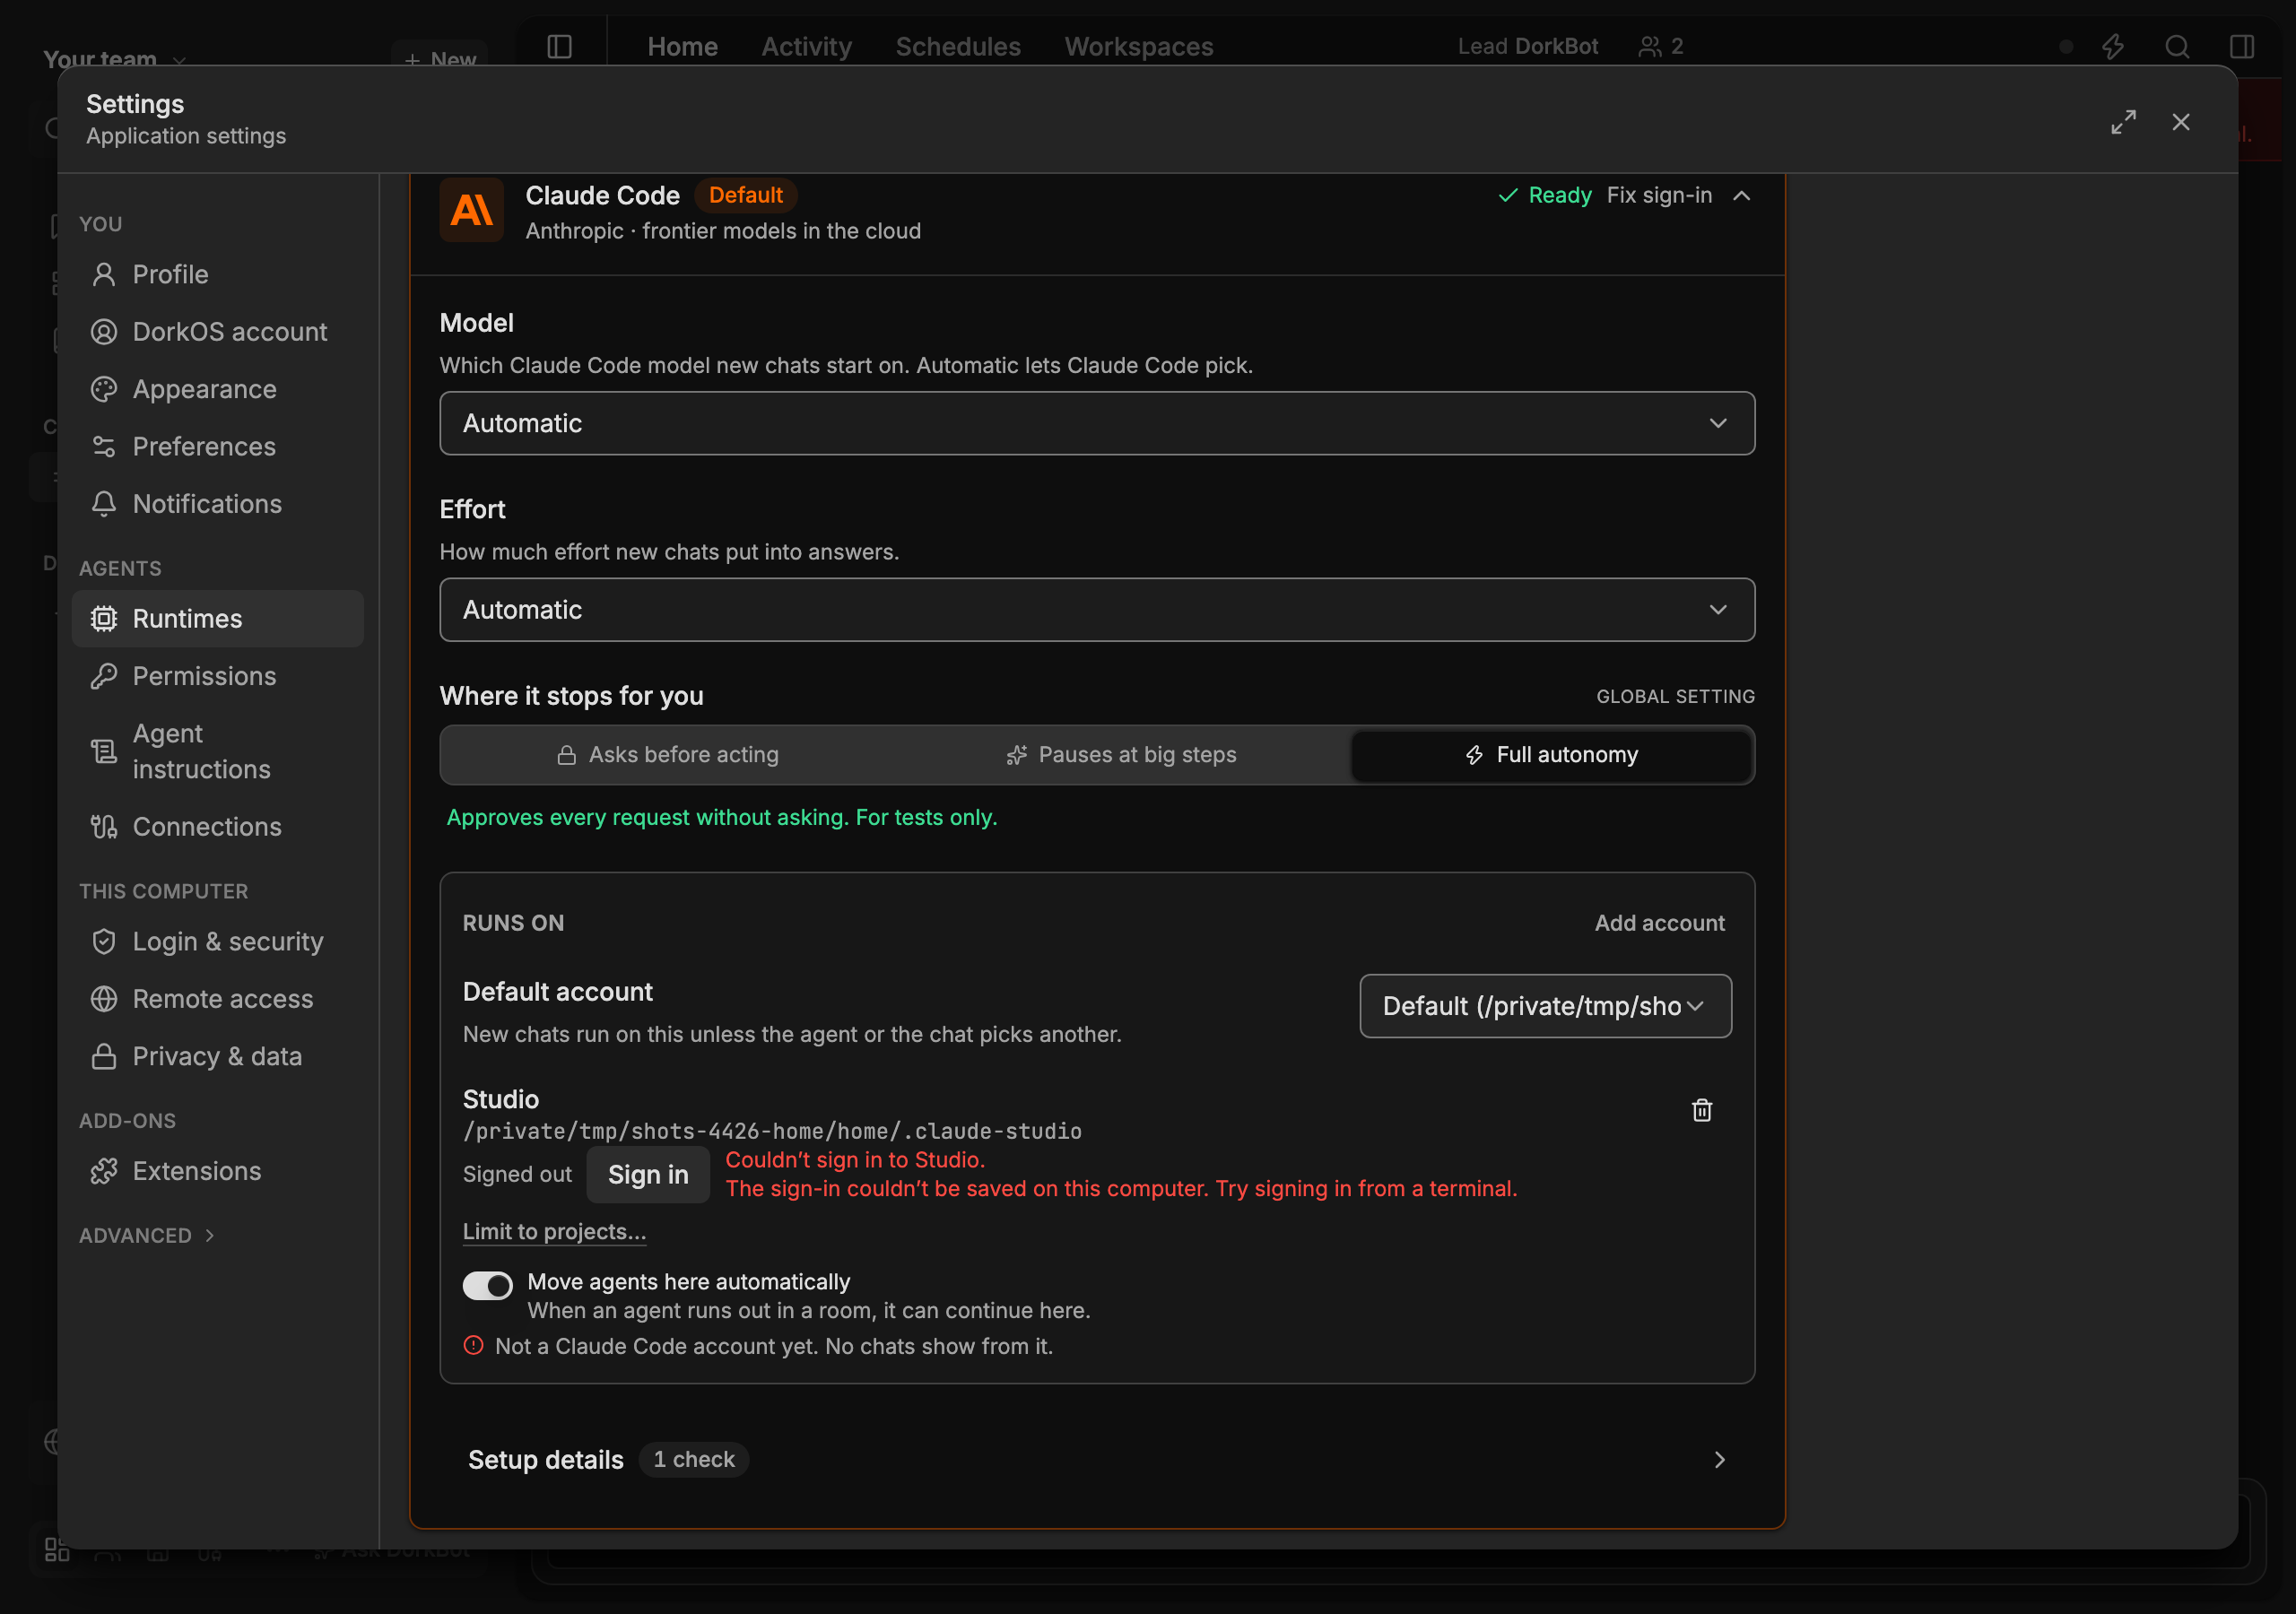 Your team
+ New
Home
Activity
Schedules
Workspaces
Lead DorkBot
2
Settings
Application settings
YOU
Profile
DorkOS account
Appearance
Preferences
Notifications
AGENTS
Runtimes
Permissions
Agent
instructions
Connections
THIS COMPUTER
Login & security
Remote access
Privacy & data
ADD-ONS
Extensions
ADVANCED
Claude Code
Default
Ready
Fix sign-in
Anthropic · frontier models in the cloud
Model
Which Claude Code model new chats start on. Automatic lets Claude Code pick.
Automatic
Effort
How much effort new chats put into answers.
Automatic
Where it stops for you
GLOBAL SETTING
Asks before acting
Pauses at big steps
Full autonomy
Approves every request without asking. For tests only.
RUNS ON
Add account
Default account
Default (/private/tmp/sho
New chats run on this unless the agent or the chat picks another.
Studio
/private/tmp/shots-4426-home/home/.claude-studio
Signed out
Sign in
Couldn’t sign in to Studio.
The sign-in couldn’t be saved on this computer. Try signing in from a terminal.
Limit to projects...
Move agents here automatically
When an agent runs out in a room, it can continue here.
Not a Claude Code account yet. No chats show from it.
Setup details
1 check
Ask DorkBot